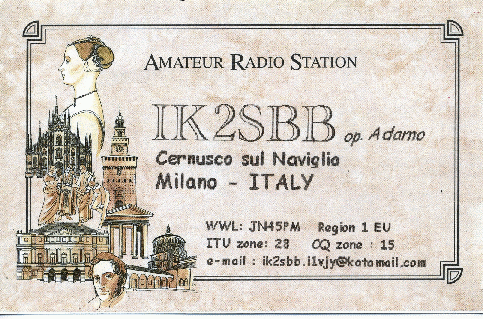 AMATEUR RADIO STATION
IK2SBB op. Adamo
Cernusco sul Naviglio
Milano - ITALY
WWL: JN45PM Region 1 EU
ITU zone: 28 CQ zone : 15
e-mail : ik2sbb.i1vjy@katamail.com